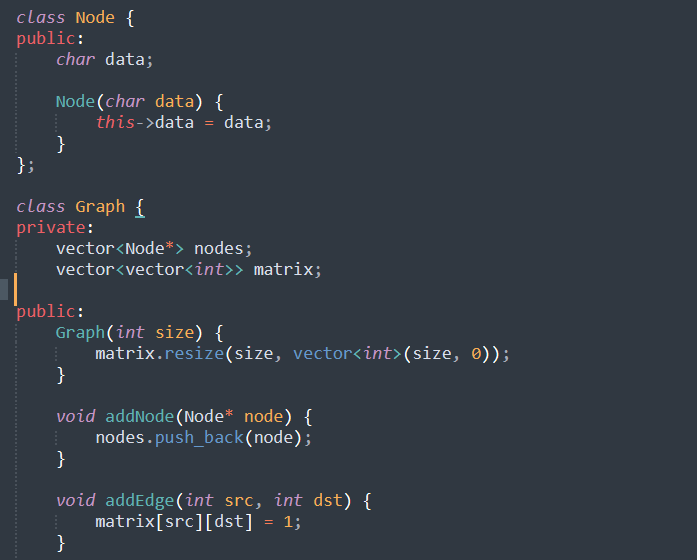 class Node {
public:
    char data;

    Node(char data) {
        this->data = data;
    }
};

class Graph {
private:
    vector<Node*> nodes;
    vector<vector<int>> matrix;

public:
    Graph(int size) {
        matrix.resize(size, vector<int>(size, 0));
    }

    void addNode(Node* node) {
        nodes.push_back(node);
    }

    void addEdge(int src, int dst) {
        matrix[src][dst] = 1;
    }